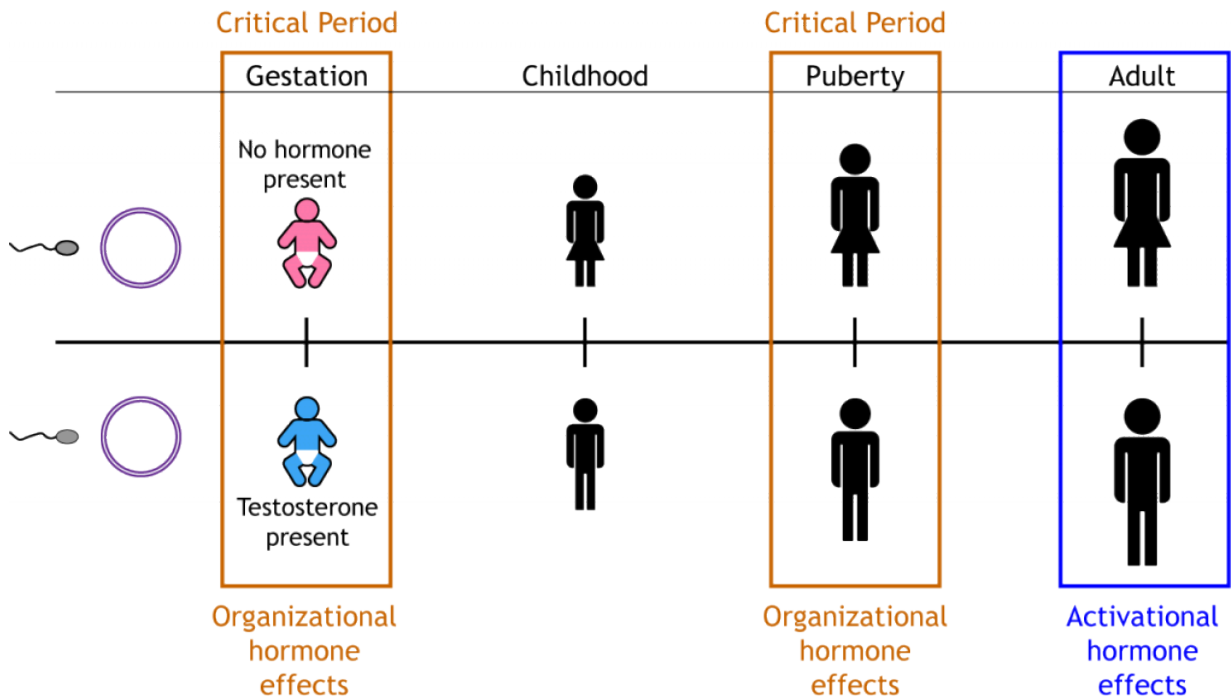 Critical Period
Critical Period
Gestation
Childhood
Puberty
Adult
No hormone
present
Testosterone
present
Organizational
hormone
effects
Organizational
hormone
effects
Activational
hormone
effects